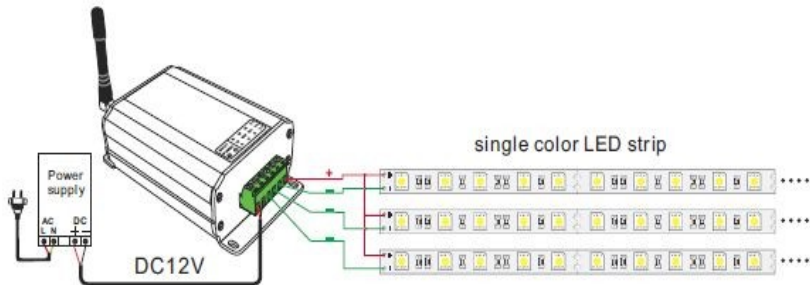 single color LED strip
Power
supply
AC DC
L N + −
DC12V
+
−
−
−